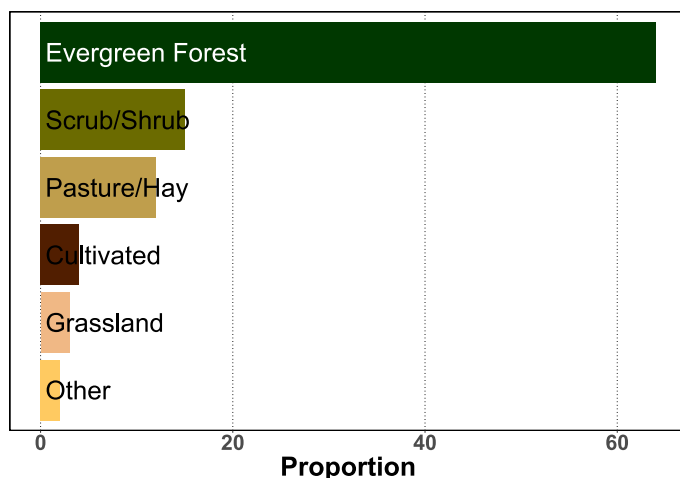 Evergreen Forest
Scrub/Shrub
Pasture/Hay
Cultivated
Grassland
Other
0 20 40 60
Proportion